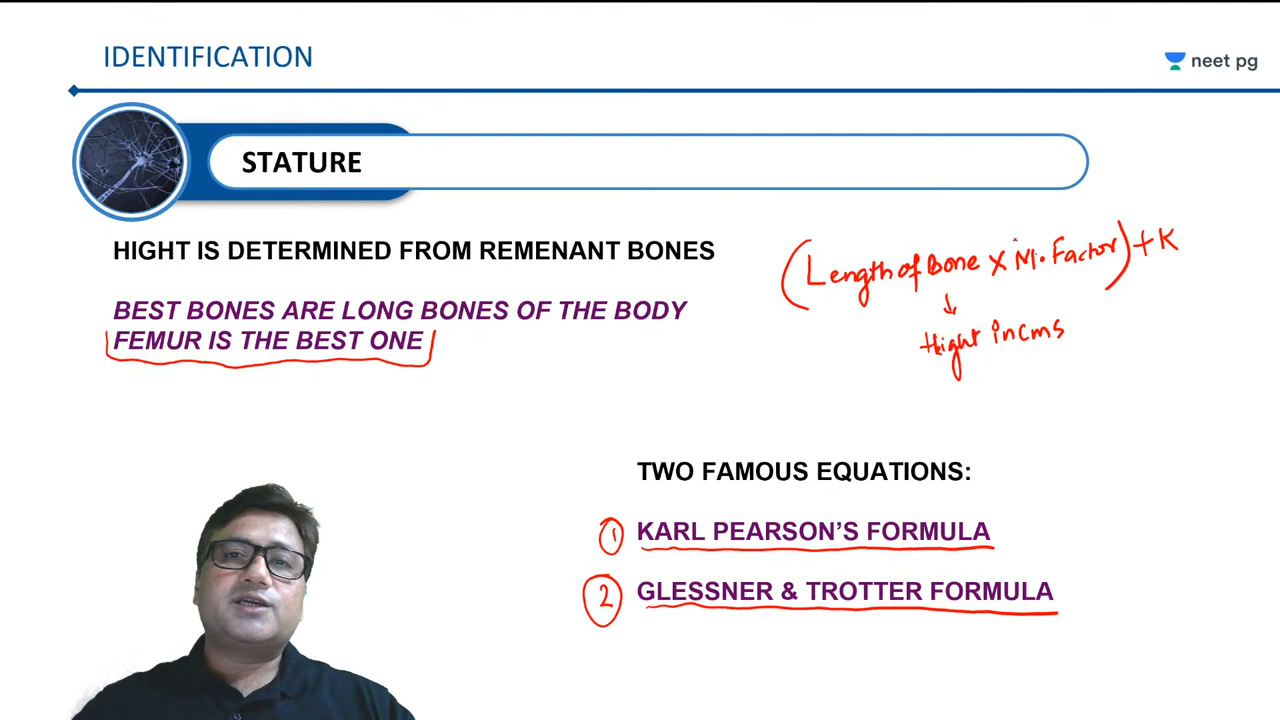 IDENTIFICATION
neet pg
STATURE
HIGHT IS DETERMINED FROM REMENANT BONES
(Length of Bone X M. Factor) + K
BEST BONES ARE LONG BONES OF THE BODY
FEMUR IS THE BEST ONE
Hight in cms
TWO FAMOUS EQUATIONS:
1 KARL PEARSON’S FORMULA
2 GLESSNER & TROTTER FORMULA